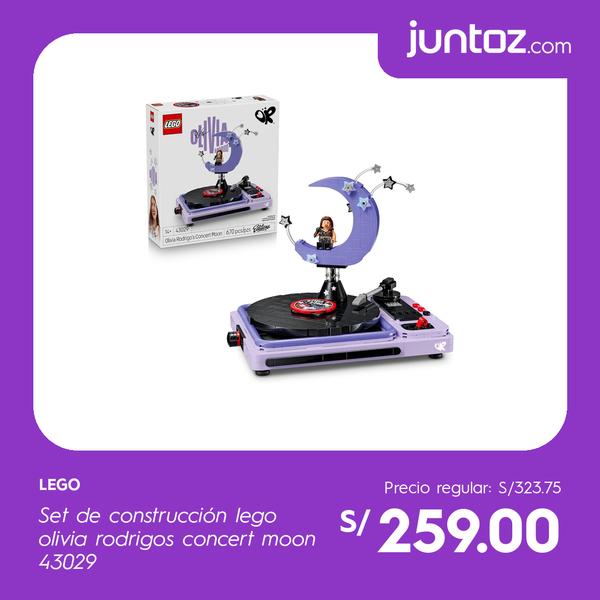 juntoz.com
LEGO
OLIVIA
14+
43029
Olivia Rodrigo's Concert Moon
670 pcs/pzs
LEGO
Precio regular: S/323.75
Set de construcción lego
olivia rodrigos concert moon
43029
S/ 259.00